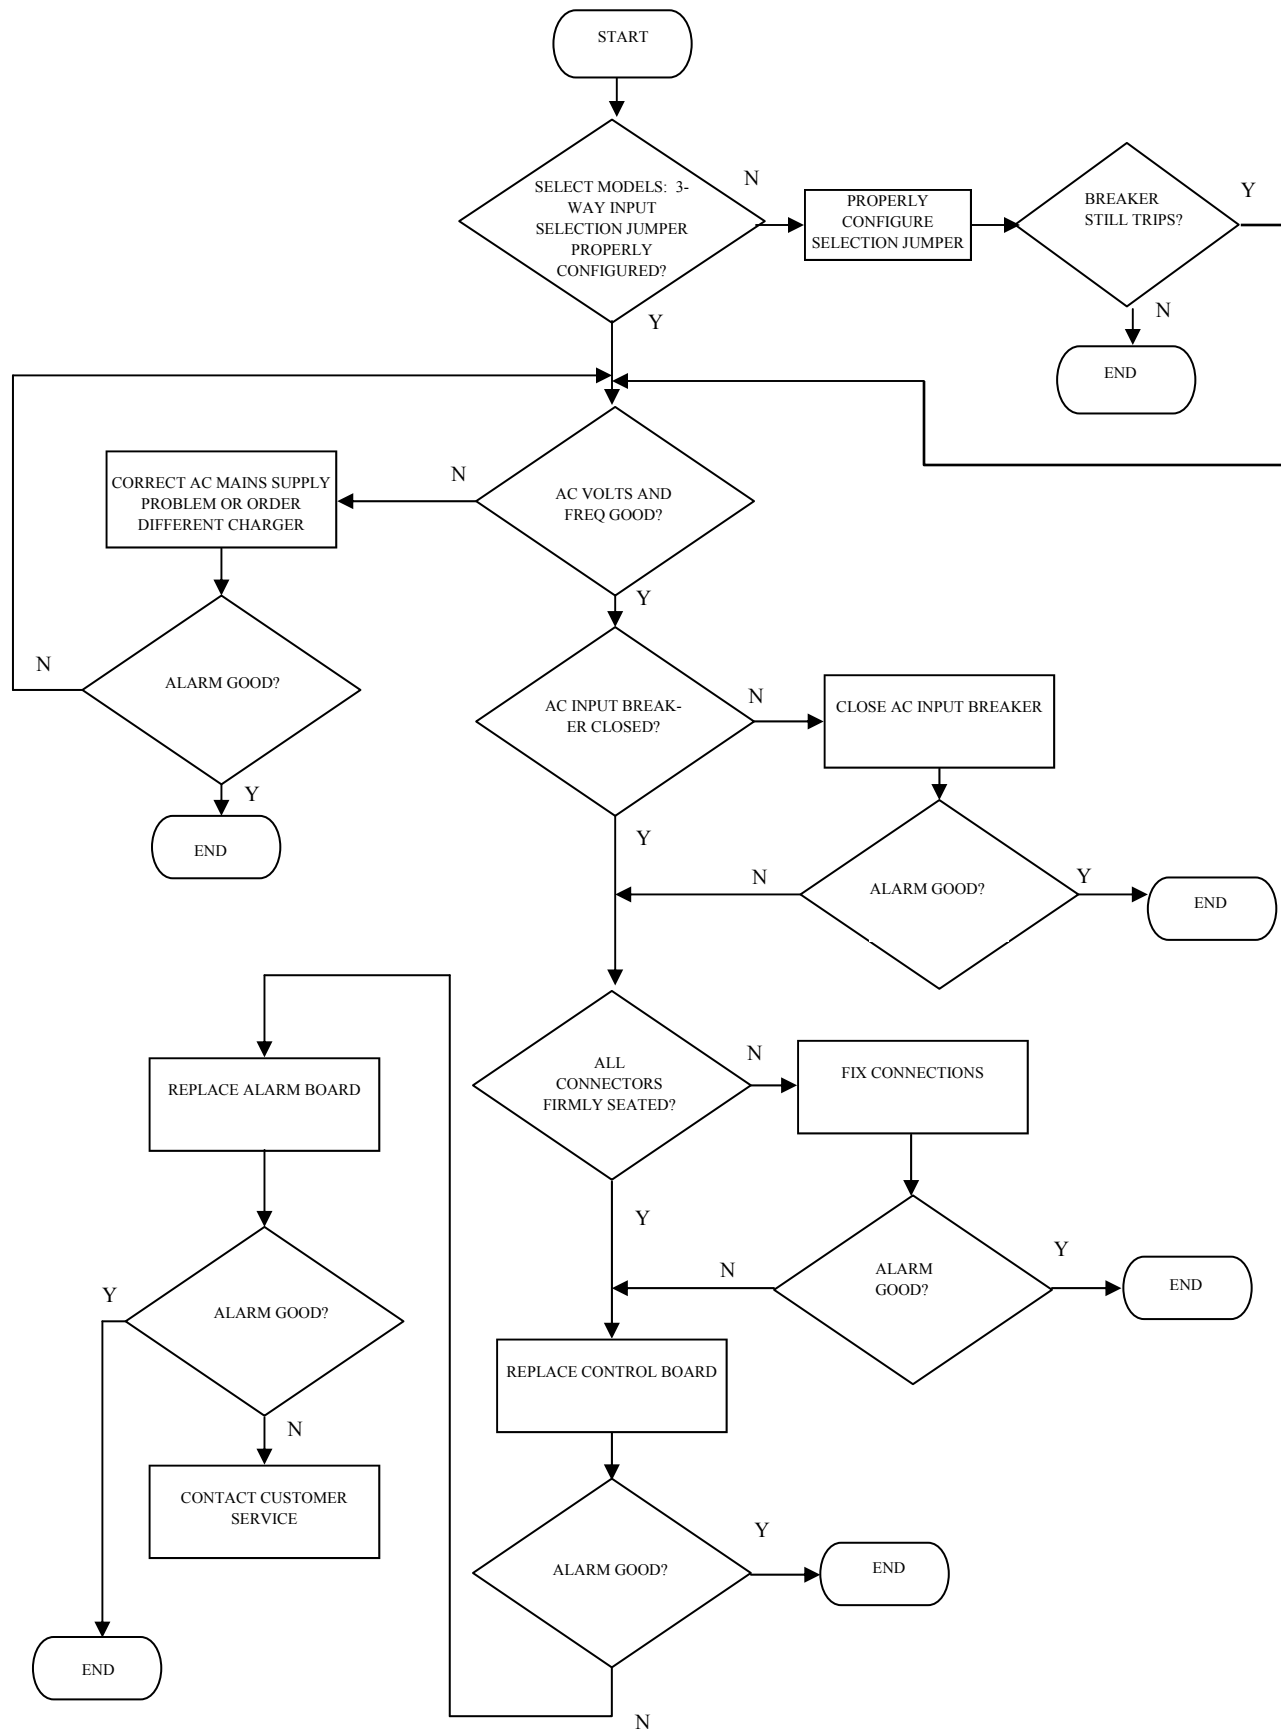 START
SELECT MODELS: 3-
WAY INPUT
SELECTION JUMPER
PROPERLY
CONFIGURED?
N
PROPERLY
CONFIGURE
SELECTION JUMPER
BREAKER
STILL TRIPS?
Y
N
END
Y
AC VOLTS AND
FREQ GOOD?
N
CORRECT AC MAINS SUPPLY
PROBLEM OR ORDER
DIFFERENT CHARGER
Y
ALARM GOOD?
N
Y
END
AC INPUT BREAK-
ER CLOSED?
N
CLOSE AC INPUT BREAKER
Y
ALARM GOOD?
N
Y
END
ALL
CONNECTORS
FIRMLY SEATED?
N
FIX CONNECTIONS
Y
ALARM
GOOD?
N
Y
END
REPLACE CONTROL BOARD
ALARM GOOD?
Y
END
N
REPLACE ALARM BOARD
ALARM GOOD?
Y
N
CONTACT CUSTOMER
SERVICE
END